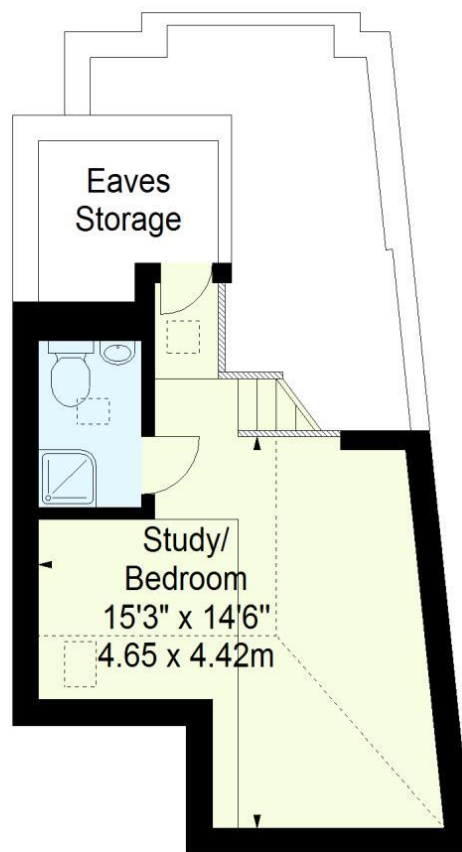 Eaves
Storage
Study/
Bedroom
15'3" x 14'6"
4.65 x 4.42m